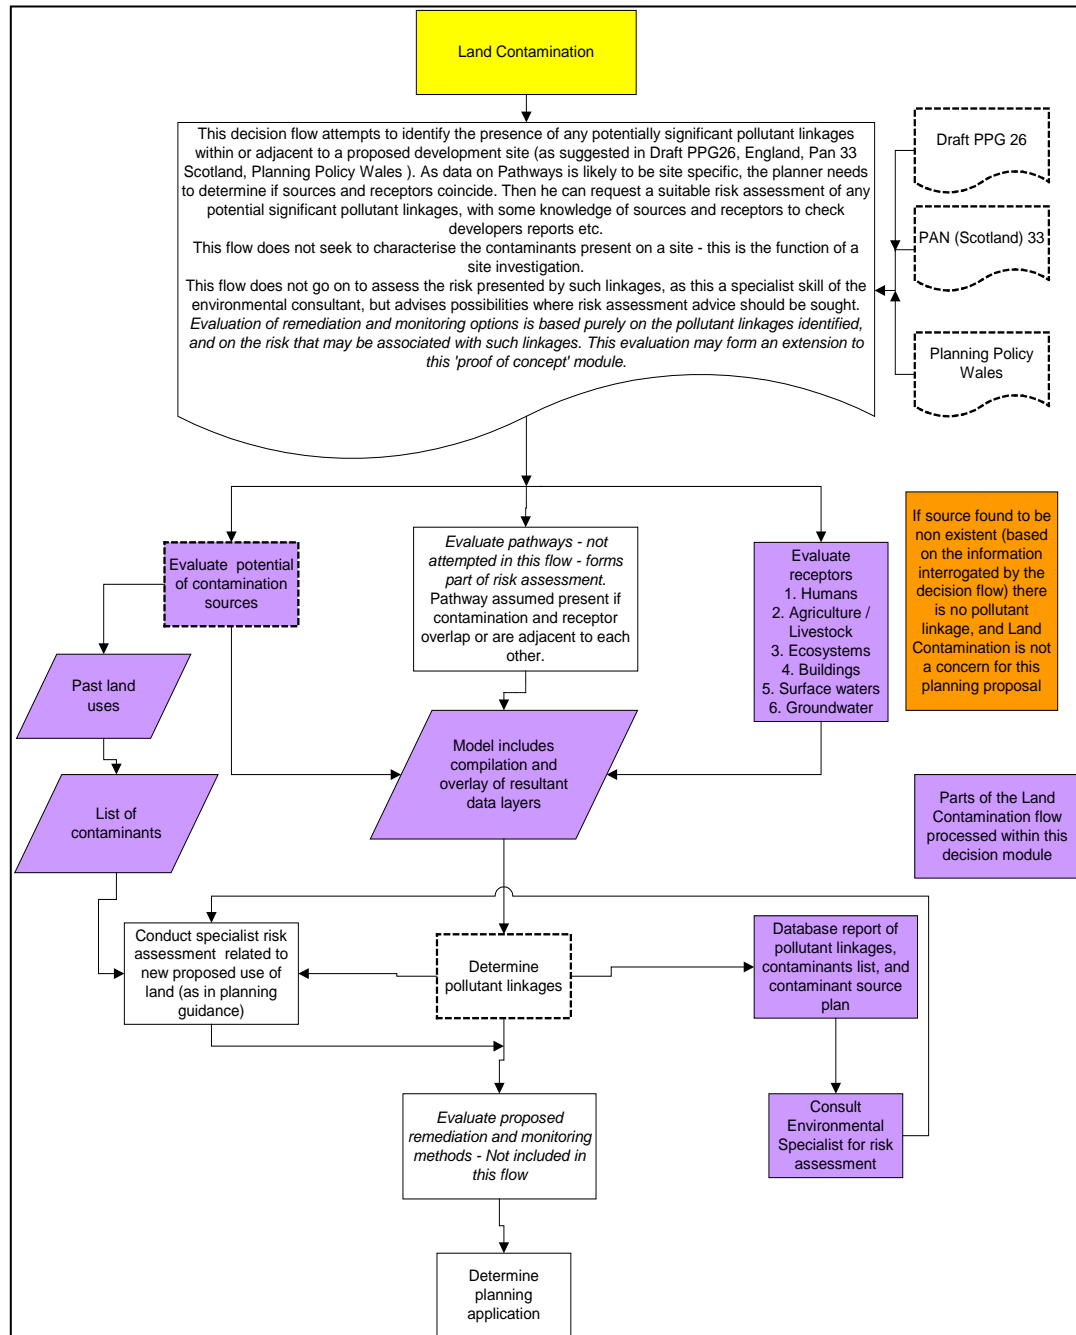 Land Contamination
This decision flow attempts to identify the presence of any potentially significant pollutant linkages
within or adjacent to a proposed development site (as suggested in Draft PPG26, England, Pan 33
Scotland, Planning Policy Wales ). As data on Pathways is likely to be site specific, the planner needs
to determine if sources and receptors coincide. Then he can request a suitable risk assessment of any
potential significant pollutant linkages, with some knowledge of sources and receptors to check
developers reports etc.
This flow does not seek to characterise the contaminants present on a site - this is the function of a
site investigation.
This flow does not go on to assess the risk presented by such linkages, as this a specialist skill of the
environmental consultant, but advises possibilities where risk assessment advice should be sought.
Evaluation of remediation and monitoring options is based purely on the pollutant linkages identified,
and on the risk that may be associated with such linkages. This evaluation may form an extension to
this 'proof of concept' module.
Draft PPG 26
PAN (Scotland) 33
Planning Policy
Wales
Evaluate potential
of contamination
sources
Evaluate pathways - not
attempted in this flow - forms
part of risk assessment.
Pathway assumed present if
contamination and receptor
overlap or are adjacent to each
other.
Evaluate
receptors
1. Humans
2. Agriculture /
Livestock
3. Ecosystems
4. Buildings
5. Surface waters
6. Groundwater
If source found to be
non existent (based
on the information
interrogated by the
decision flow) there
is no pollutant
linkage, and Land
Contamination is not
a concern for this
planning proposal
Past land
uses
Model includes
compilation and
overlay of resultant
data layers
List of
contaminants
Parts of the Land
Contamination flow
processed within this
decision module
Conduct specialist risk
assessment related to
new proposed use of
land (as in planning
guidance)
Determine
pollutant linkages
Database report of
pollutant linkages,
contaminants list, and
contaminant source
plan
Evaluate proposed
remediation and monitoring
methods - Not included in
this flow
Consult
Environmental
Specialist for risk
assessment
Determine
planning
application